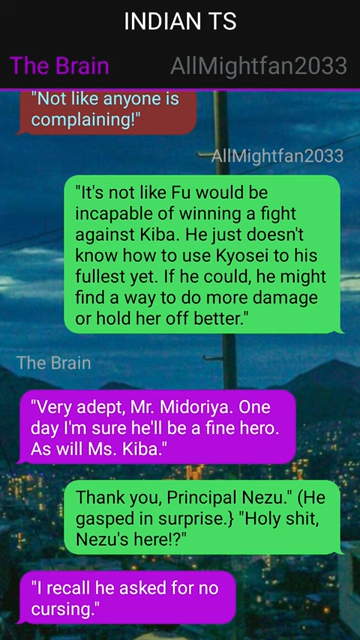 INDIAN TS
The Brain AllMightfan2033
"Not like anyone is
complaining!"
AllMightfan2033
"It's not like Fu would be
incapable of winning a fight
against Kiba. He just doesn't
know how to use Kyosei to his
fullest yet. If he could, he might
find a way to do more damage
or hold her off better."
The Brain
"Very adept, Mr. Midoriya. One
day I'm sure he'll be a fine hero.
As will Ms. Kiba."
Thank you, Principal Nezu." (He
gasped in surprise.} "Holy shit,
Nezu's here!?"
"I recall he asked for no
cursing."